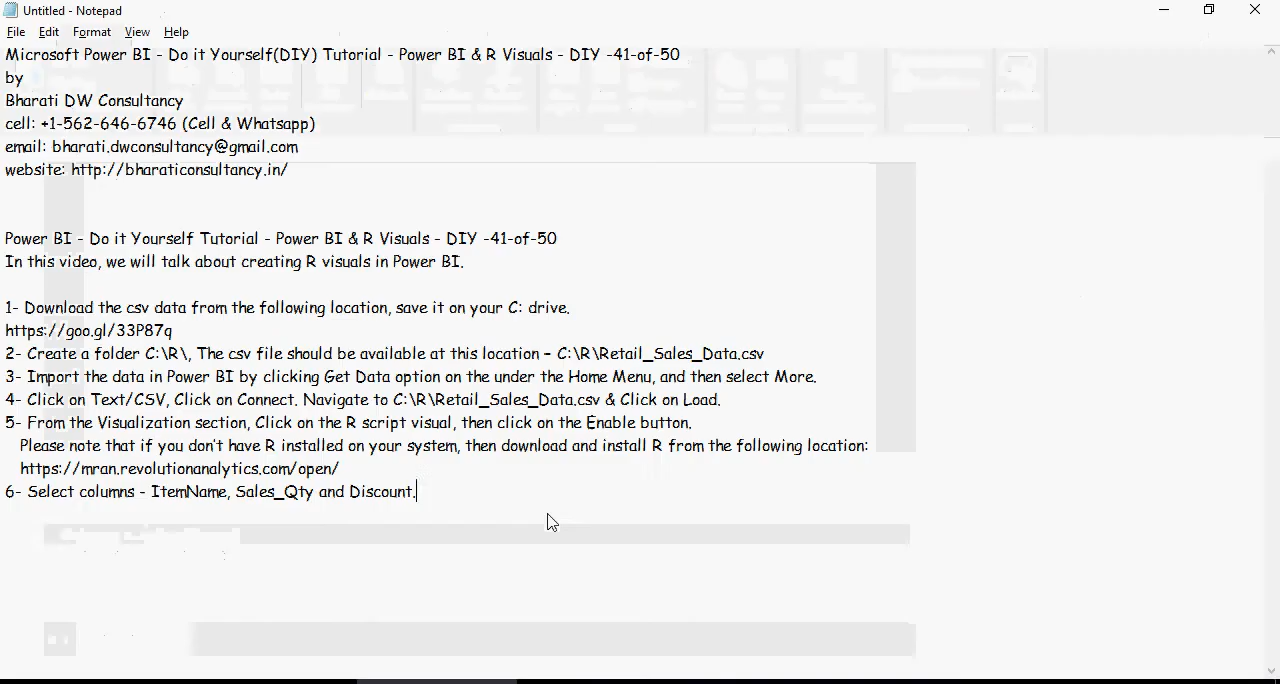 Untitled - Notepad
File Edit Format View Help
Microsoft Power BI - Do it Yourself(DIY) Tutorial - Power BI & R Visuals - DIY -41-of-50
by
Bharati DW Consultancy
cell: +1-562-646-6746 (Cell & Whatsapp)
email: bharati.dwconsultancy@gmail.com
website: http://bharaticonsultancy.in/
Power BI - Do it Yourself Tutorial - Power BI & R Visuals - DIY -41-of-50
In this video, we will talk about creating R visuals in Power BI.
1- Download the csv data from the following location, save it on your C: drive.
https://goo.gl/33P87q
2- Create a folder C:\R\, The csv file should be available at this location - C:\R\Retail_Sales_Data.csv
3- Import the data in Power BI by clicking Get Data option on the under the Home Menu, and then select More.
4- Click on Text/CSV, Click on Connect. Navigate to C:\R\Retail_Sales_Data.csv & Click on Load.
5- From the Visualization section, Click on the R script visual, then click on the Enable button.
Please note that if you don't have R installed on your system, then download and install R from the following location:
https://mran.revolutionanalytics.com/open/
6- Select columns - ItemName, Sales_Qty and Discount.